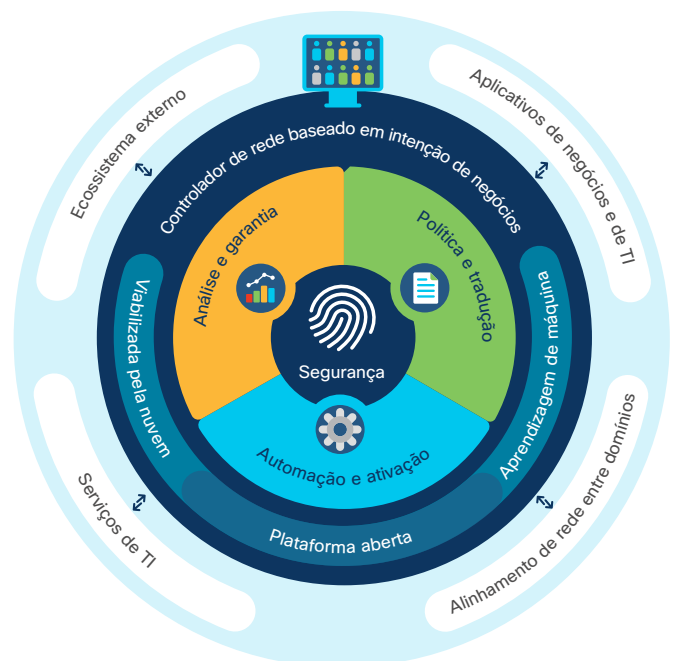 Ecossistema externo
Aplicativos de negócios e de TI
Controlador de rede baseado em intenção de negócios
Análise e garantia
Política e tradução
Segurança
Viabilizada pela nuvem
Aprendizagem de máquina
Automação e ativação
Plataforma aberta
Serviços de TI
Alinhamento de rede entre domínios